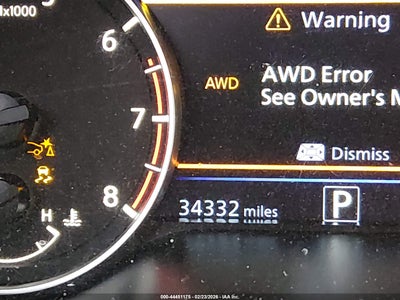 x1000
6
7
8
H
Warning
AWD
AWD Error
See Owner's M
Dismiss
34332 miles
P
000-44451175 - 02/23/2026 - IAA Inc.